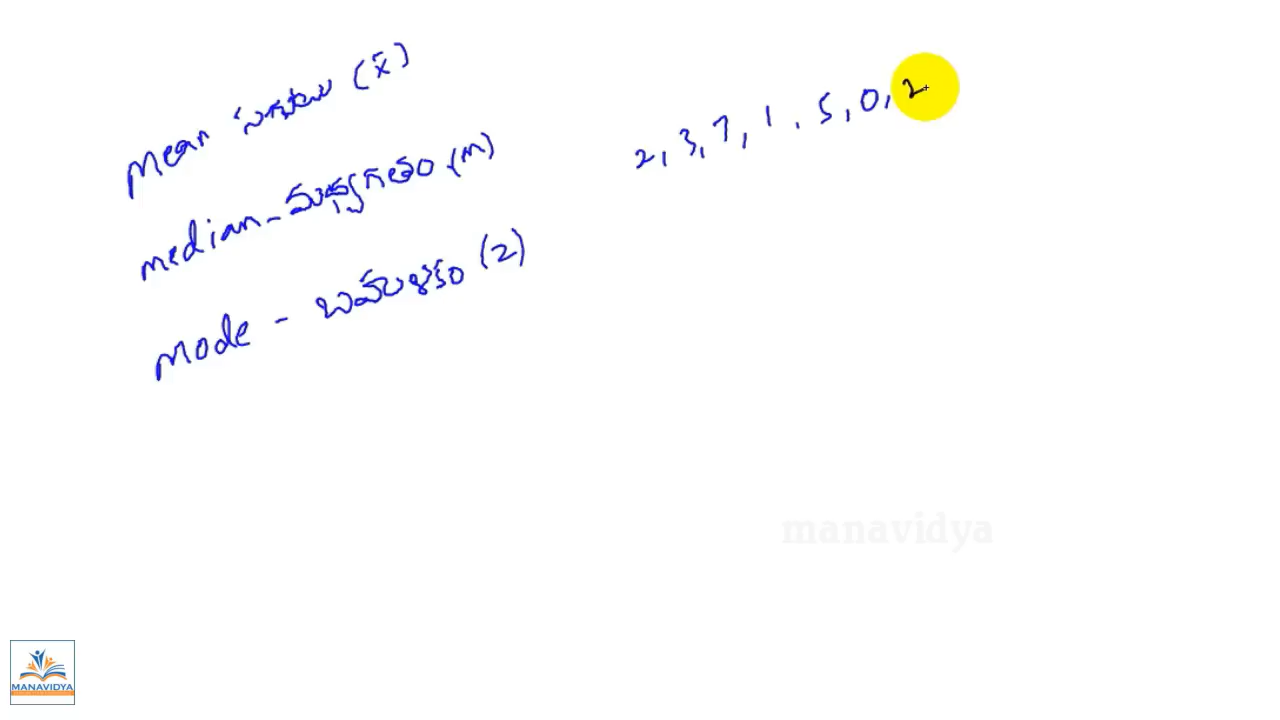 Mean సగటు (x̄)
median - మధ్యగతం (m)
mode - బహుళకం (z)
2, 3, 7, 1, 5, 0, 2
manavidya
MANAVIDYA